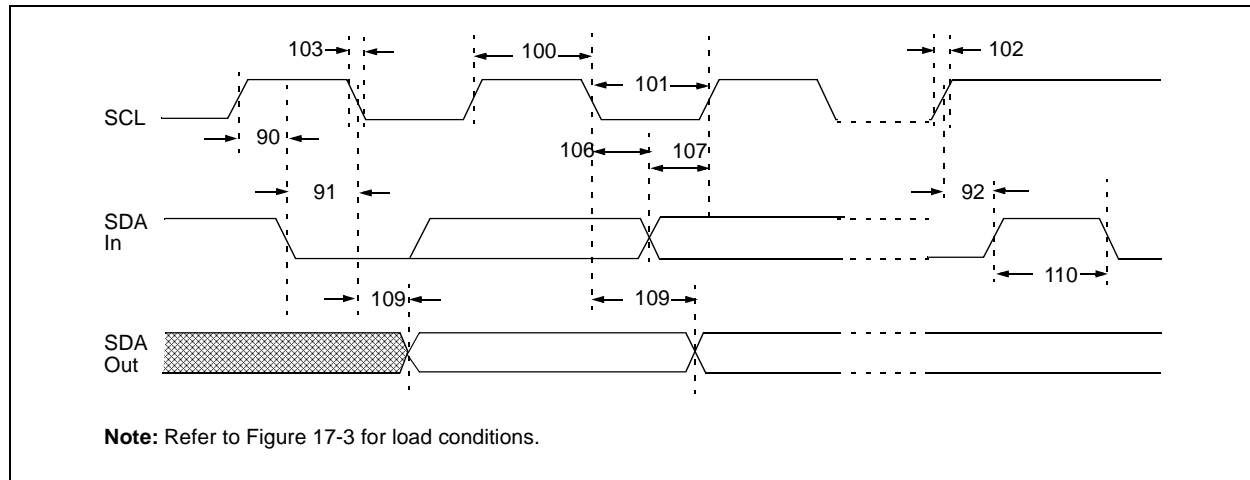 103 100 102
101
SCL
90 106 107
91 92
SDA
In
109 109 110
SDA
Out
Note: Refer to Figure 17-3 for load conditions.